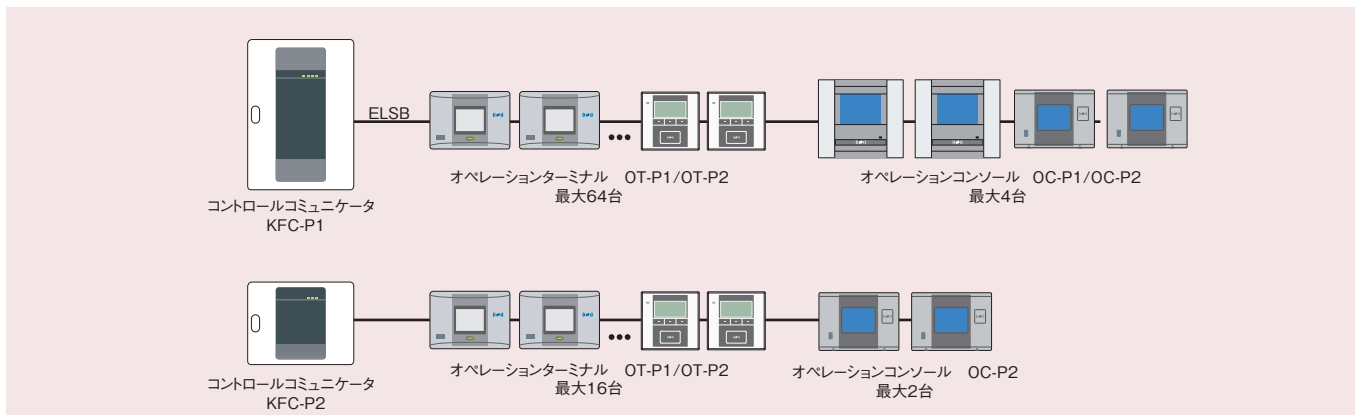 ELSB
オペレーションターミナル　OT-P1/OT-P2
最大64台
オペレーションコンソール　OC-P1/OC-P2
最大4台
コントロールコミュニケータ
KFC-P1
オペレーションターミナル　OT-P1/OT-P2
最大16台
オペレーションコンソール　OC-P2
最大2台
コントロールコミュニケータ
KFC-P2